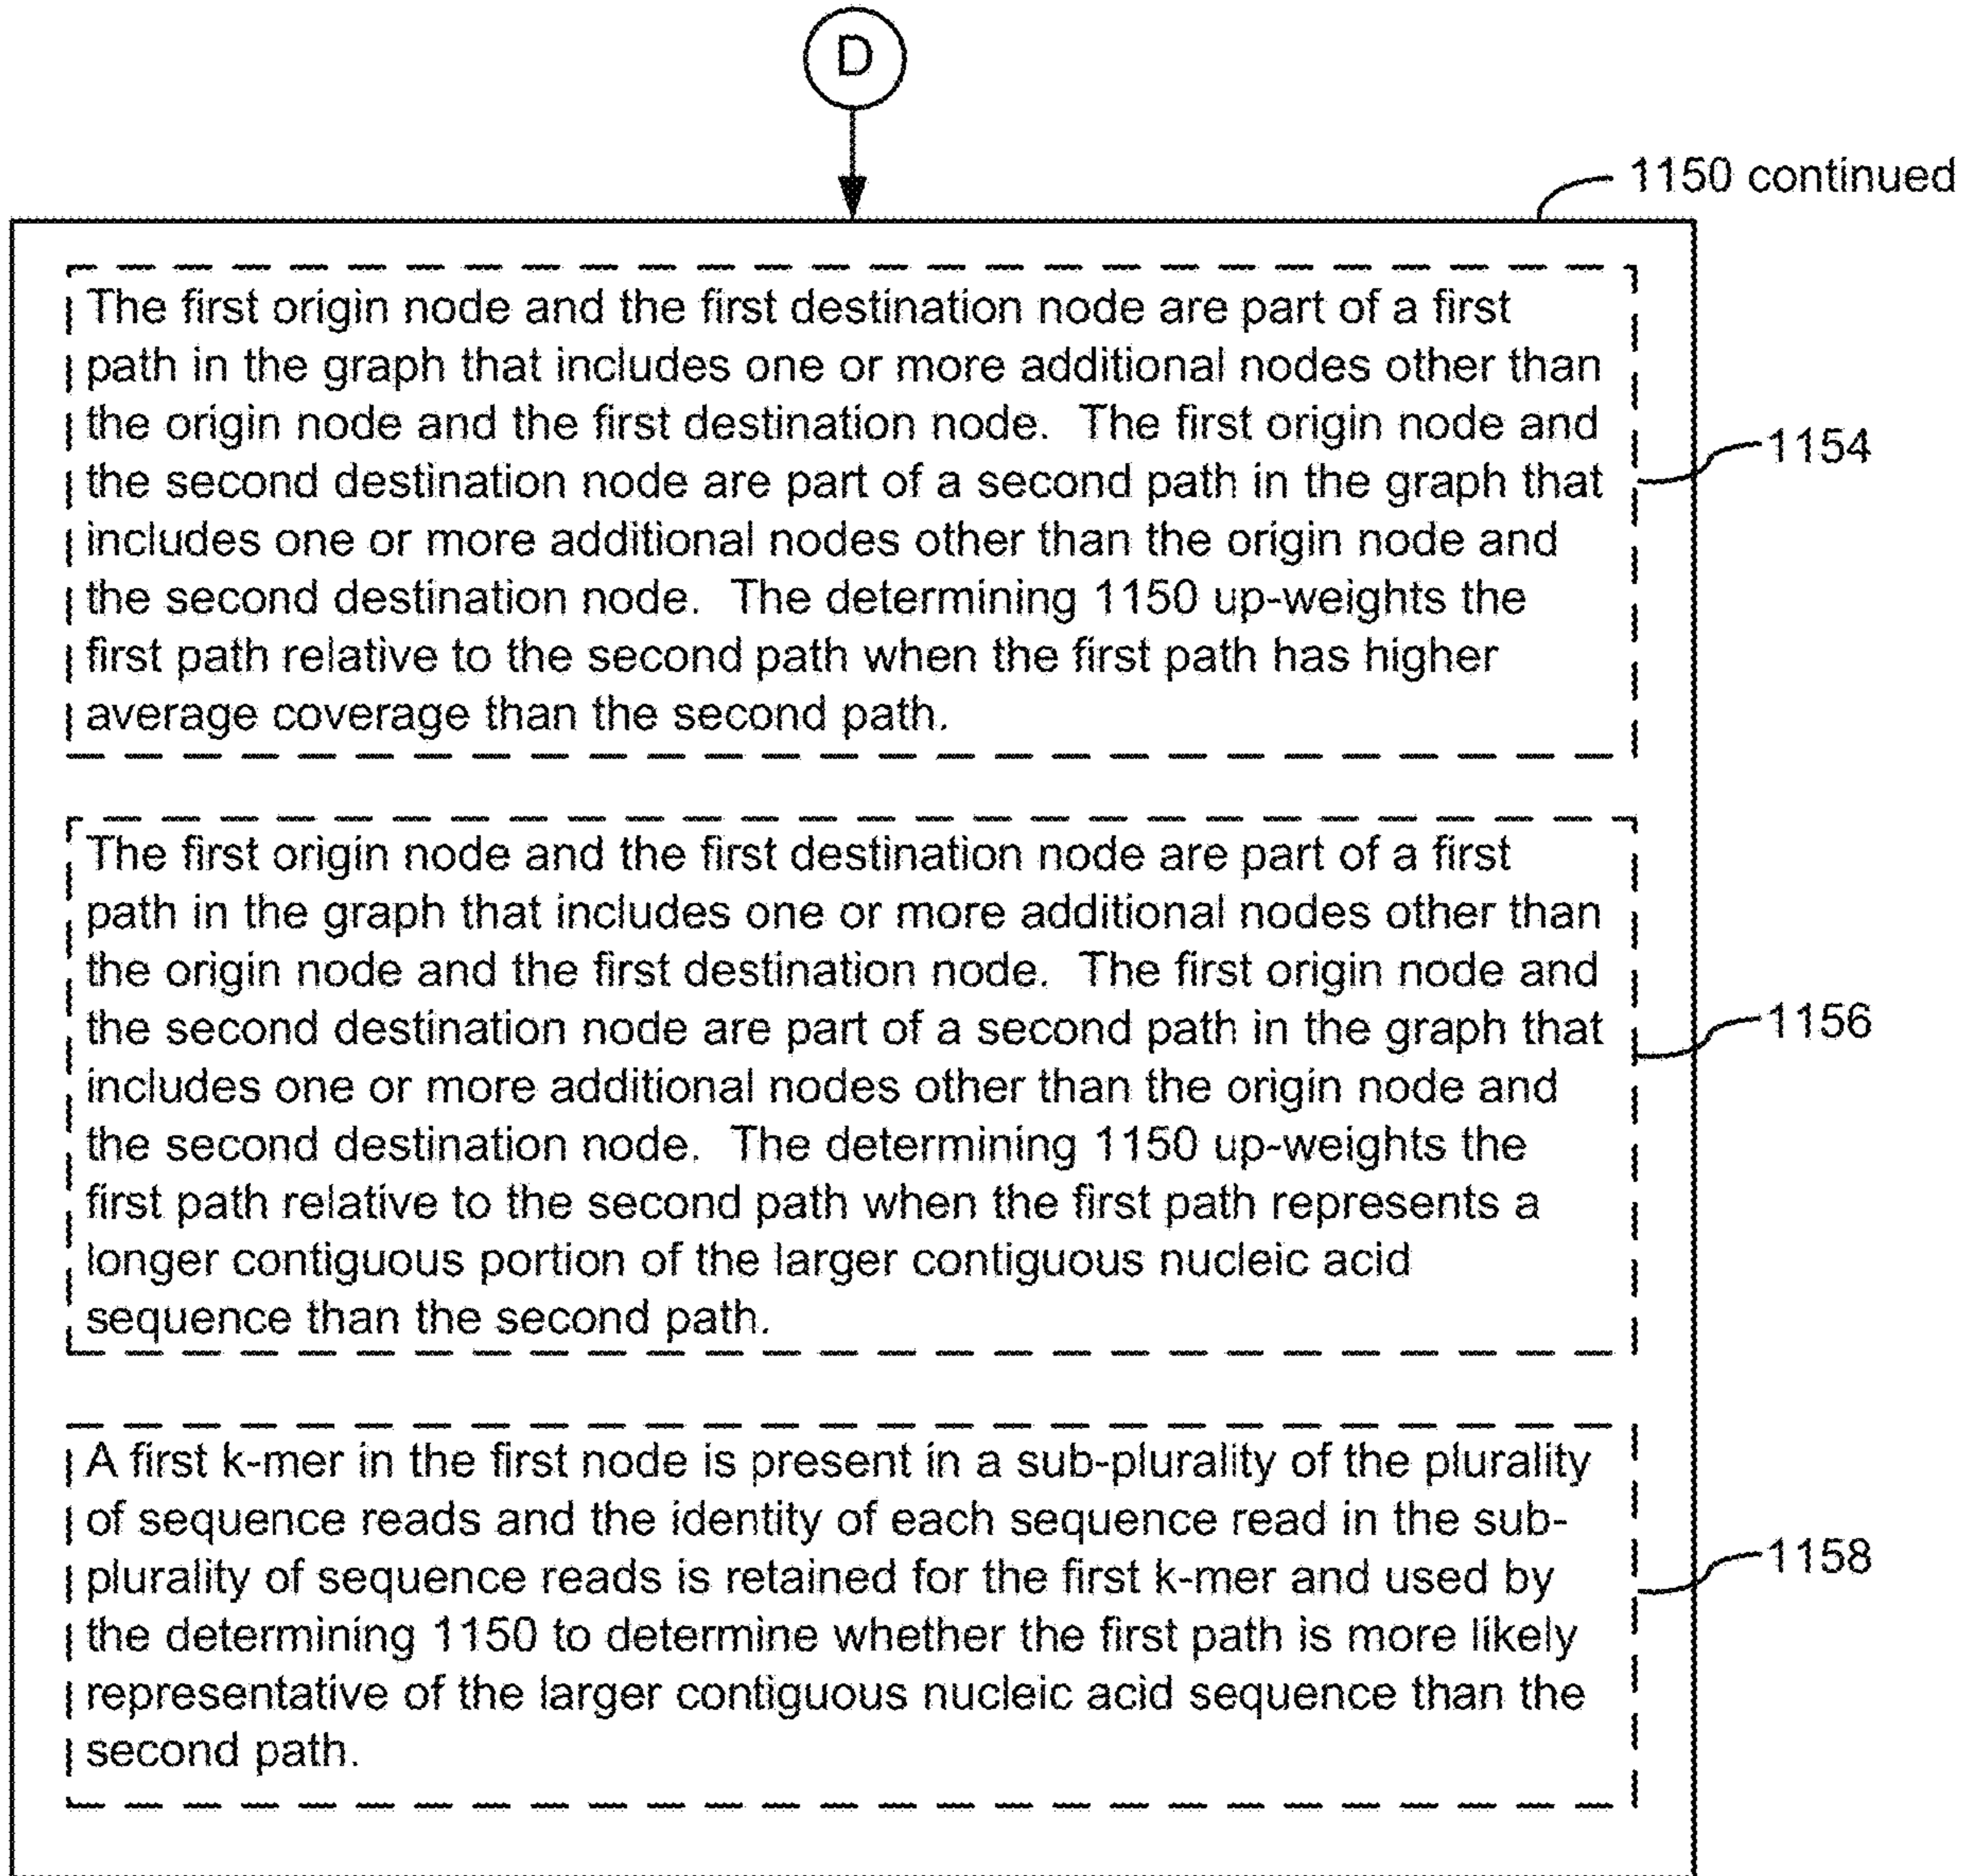 D
1150 continued
The first origin node and the first destination node are part of a first
path in the graph that includes one or more additional nodes other than
the origin node and the first destination node. The first origin node and
the second destination node are part of a second path in the graph that
includes one or more additional nodes other than the origin node and
the second destination node. The determining 1150 up-weights the
first path relative to the second path when the first path has higher
average coverage than the second path.
1154
The first origin node and the first destination node are part of a first
path in the graph that includes one or more additional nodes other than
the origin node and the first destination node. The first origin node and
the second destination node are part of a second path in the graph that
includes one or more additional nodes other than the origin node and
the second destination node. The determining 1150 up-weights the
first path relative to the second path when the first path represents a
longer contiguous portion of the larger contiguous nucleic acid
sequence than the second path.
1156
A first k-mer in the first node is present in a sub-plurality of the plurality
of sequence reads and the identity of each sequence read in the sub-
plurality of sequence reads is retained for the first k-mer and used by
the determining 1150 to determine whether the first path is more likely
representative of the larger contiguous nucleic acid sequence than the
second path.
1158